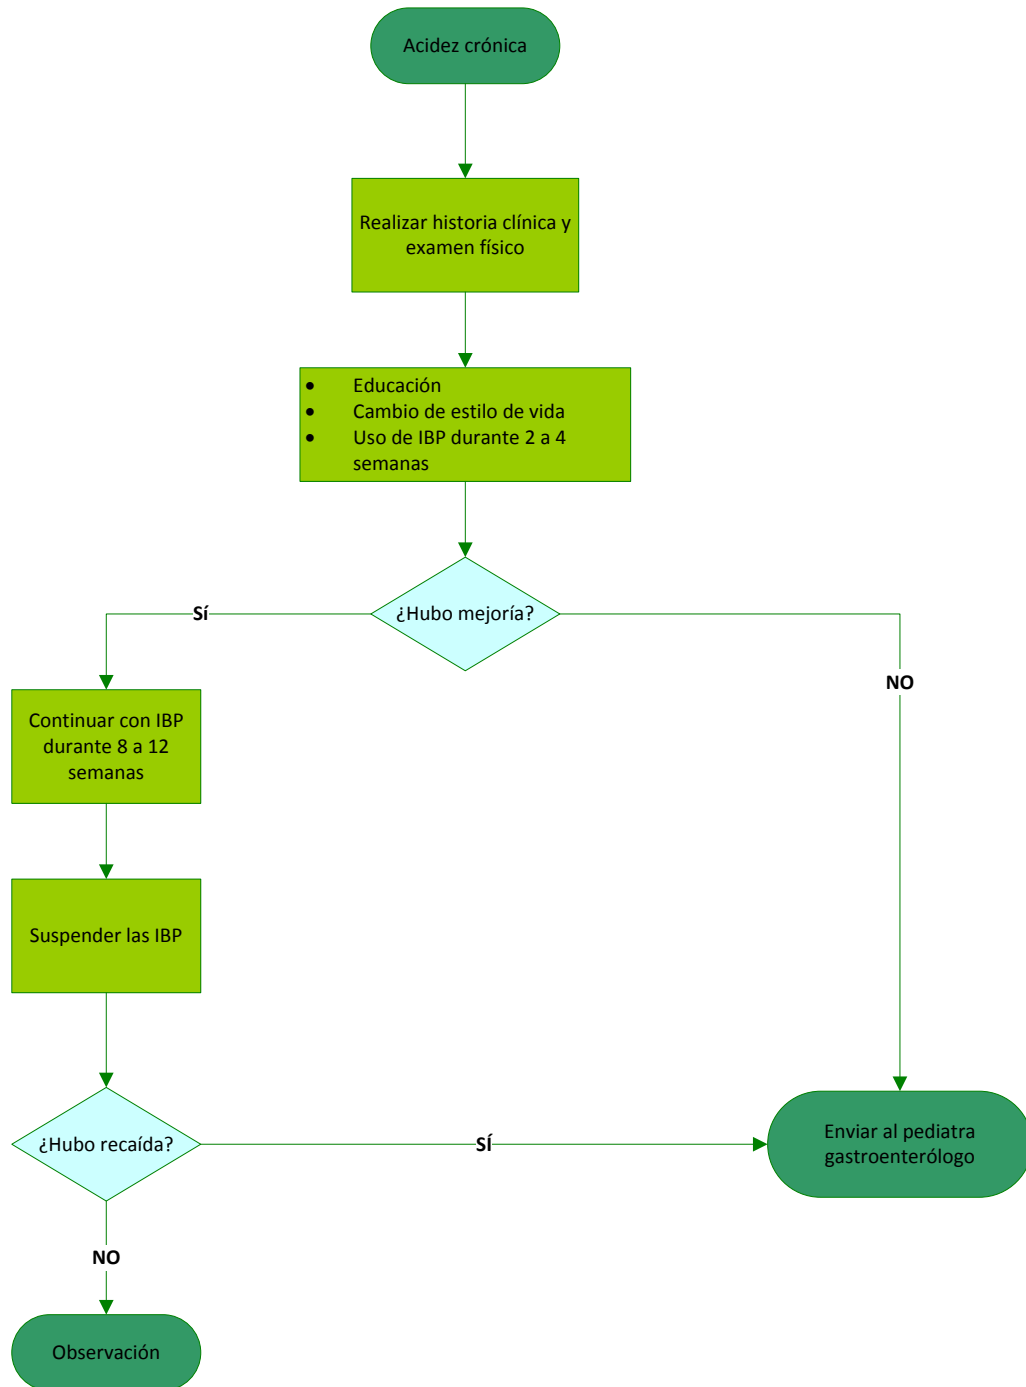 Acidez crónica
Realizar historia clínica y
examen físico
• Educación
• Cambio de estilo de vida
• Uso de IBP durante 2 a 4
semanas
¿Hubo mejoría?
Sí
NO
Continuar con IBP
durante 8 a 12
semanas
Suspender las IBP
¿Hubo recaída?
SÍ
Enviar al pediatra
gastroenterólogo
NO
Observación